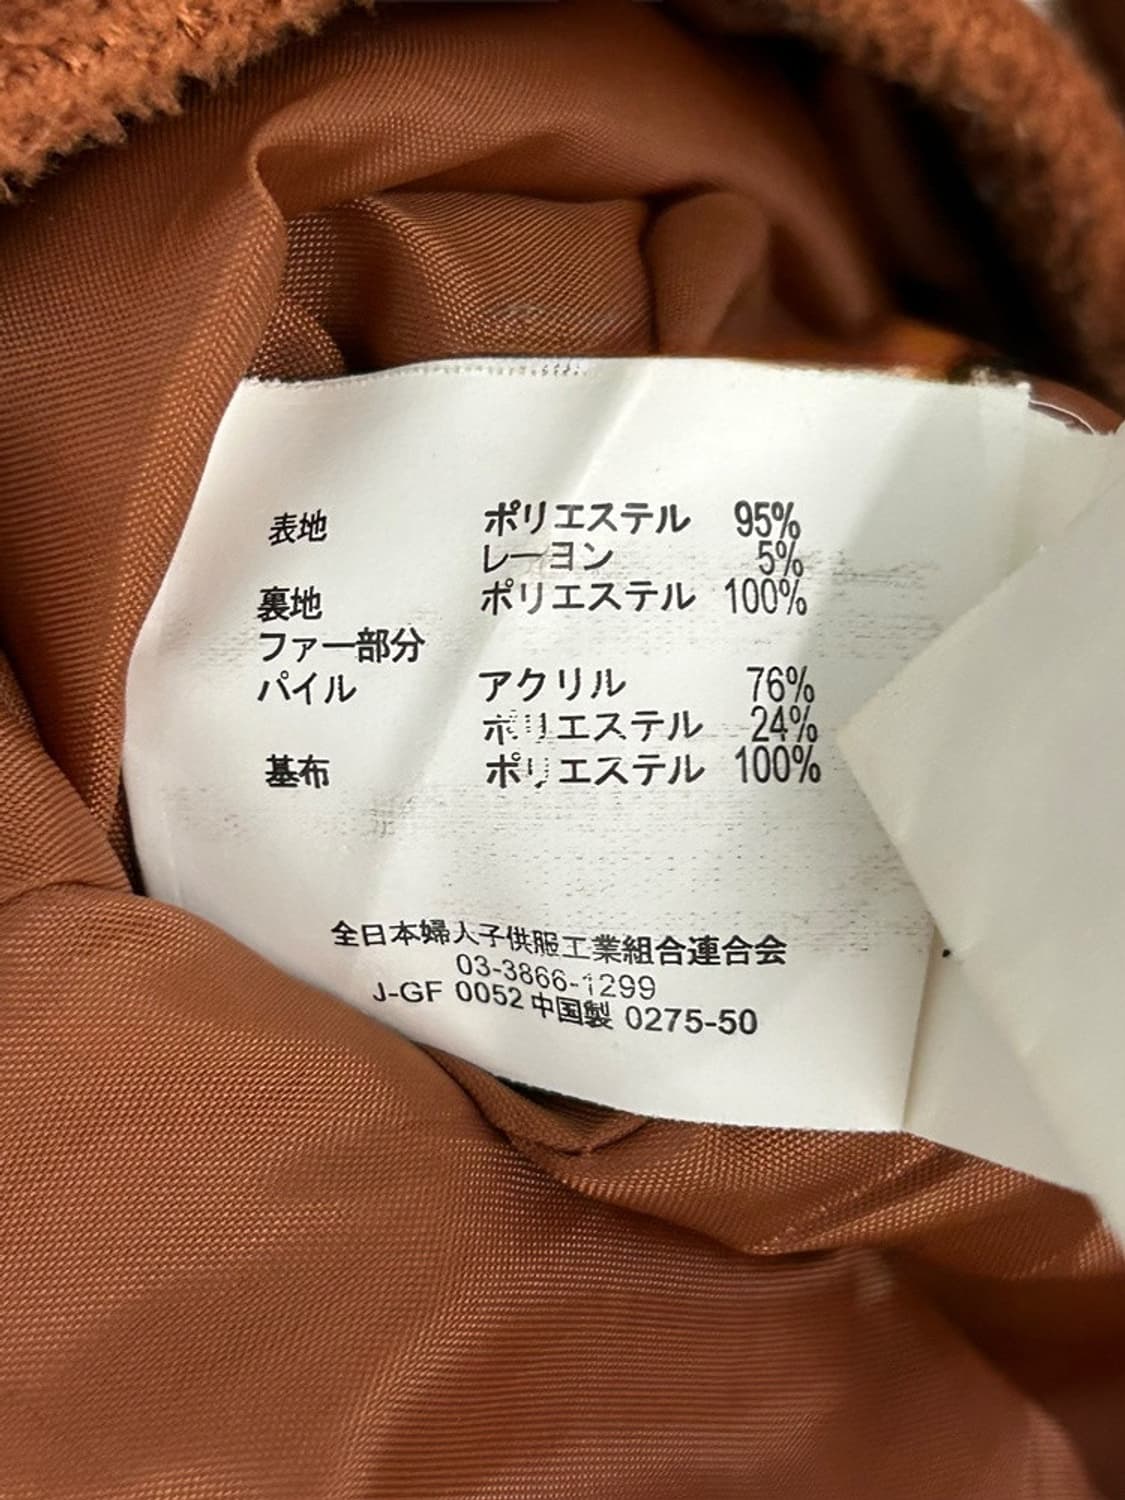 表地 ポリエステル 95%
レーヨン 5%
裏地 ポリエステル 100%
ファー部分
パイル アクリル 76%
ポリエステル 24%
基布 ポリエステル 100%
全日本婦人子供服工業組合連合会
03-3866-1299
J-GF 0052 中国製 0275-50